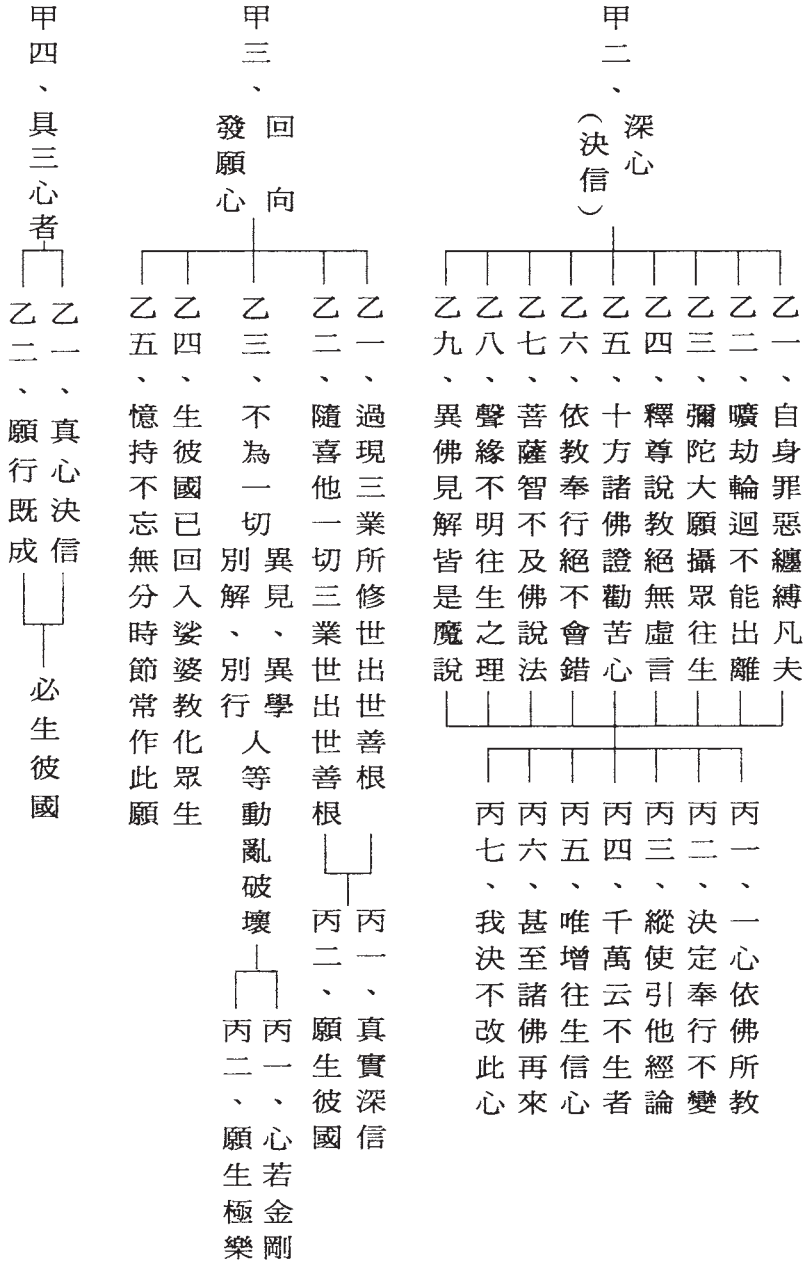 甲二、深心
（決信）
乙一、自身罪惡纏縛凡夫
乙二、曠劫輪迴不能出離
乙三、彌陀大願攝眾往生
乙四、釋尊說教絕無虛言
乙五、十方諸佛證勸苦心
乙六、依教奉行絕不會錯
乙七、菩薩智不及佛說法
乙八、聲緣不明往生之理
乙九、異佛見解皆是魔說
丙一、一心依佛所教
丙二、決定奉行不變
丙三、縱使引他經論
丙四、千萬云不生者
丙五、唯增往生信心
丙六、甚至諸佛再來
丙七、我決不改此心
甲三、回向
發願心
乙一、過現三業所修世出世善根
乙二、隨喜他一切三業世出世善根
丙一、真實深信
丙二、願生彼國
乙三、不為一切異見、異學
別解、別行
人等動亂破壞
丙一、心若金剛
丙二、願生極樂
乙四、生彼國已回入娑婆教化眾生
乙五、憶持不忘無分時節常作此願
甲四、具三心者
乙一、真心決信
乙二、願行既成
必生彼國